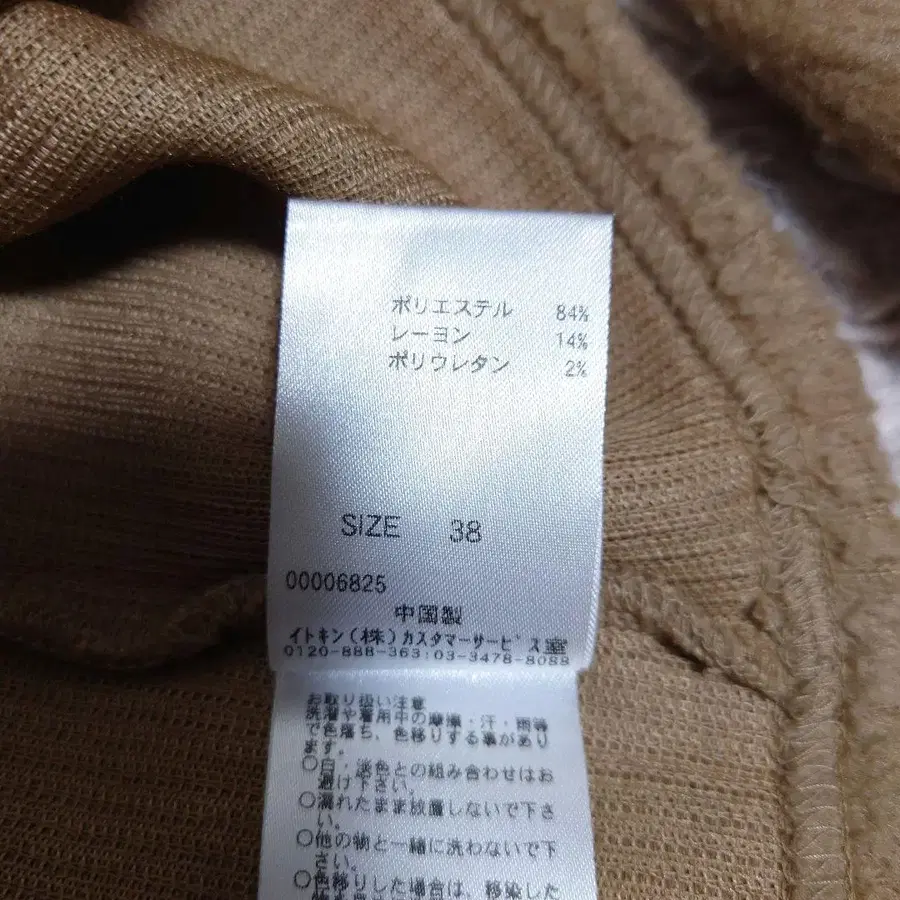 ポリエステル 84%
レーヨン 14%
ポリウレタン 2%
SIZE 38
00006825
中国製
イトキン(株)カスタマーサービス室
0120-888-363:03-3478-8088
お取り扱い注意
洗濯や着用中の摩擦・汗・雨等
で色落ち、色移りする事があり
ます。
○白・淡色との組み合わせはお
避け下さい。
○濡れたまま放置しないで下さ
い。
○他の物と一緒に洗わないで下
さい。
○色移りした場合は、移染した